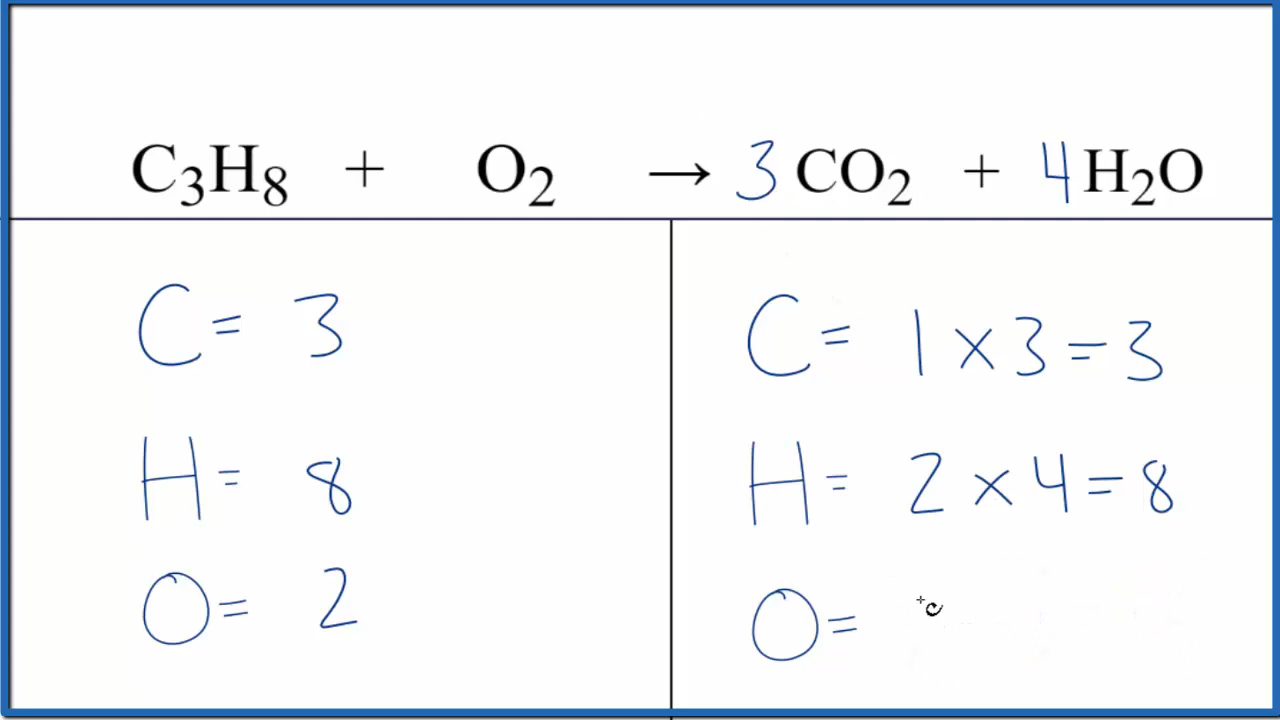 C₃H₈ + O₂ → 3 CO₂ + 4 H₂O
C = 3
C = 1 × 3 = 3
H = 8
H = 2 × 4 = 8
O = 2
O =